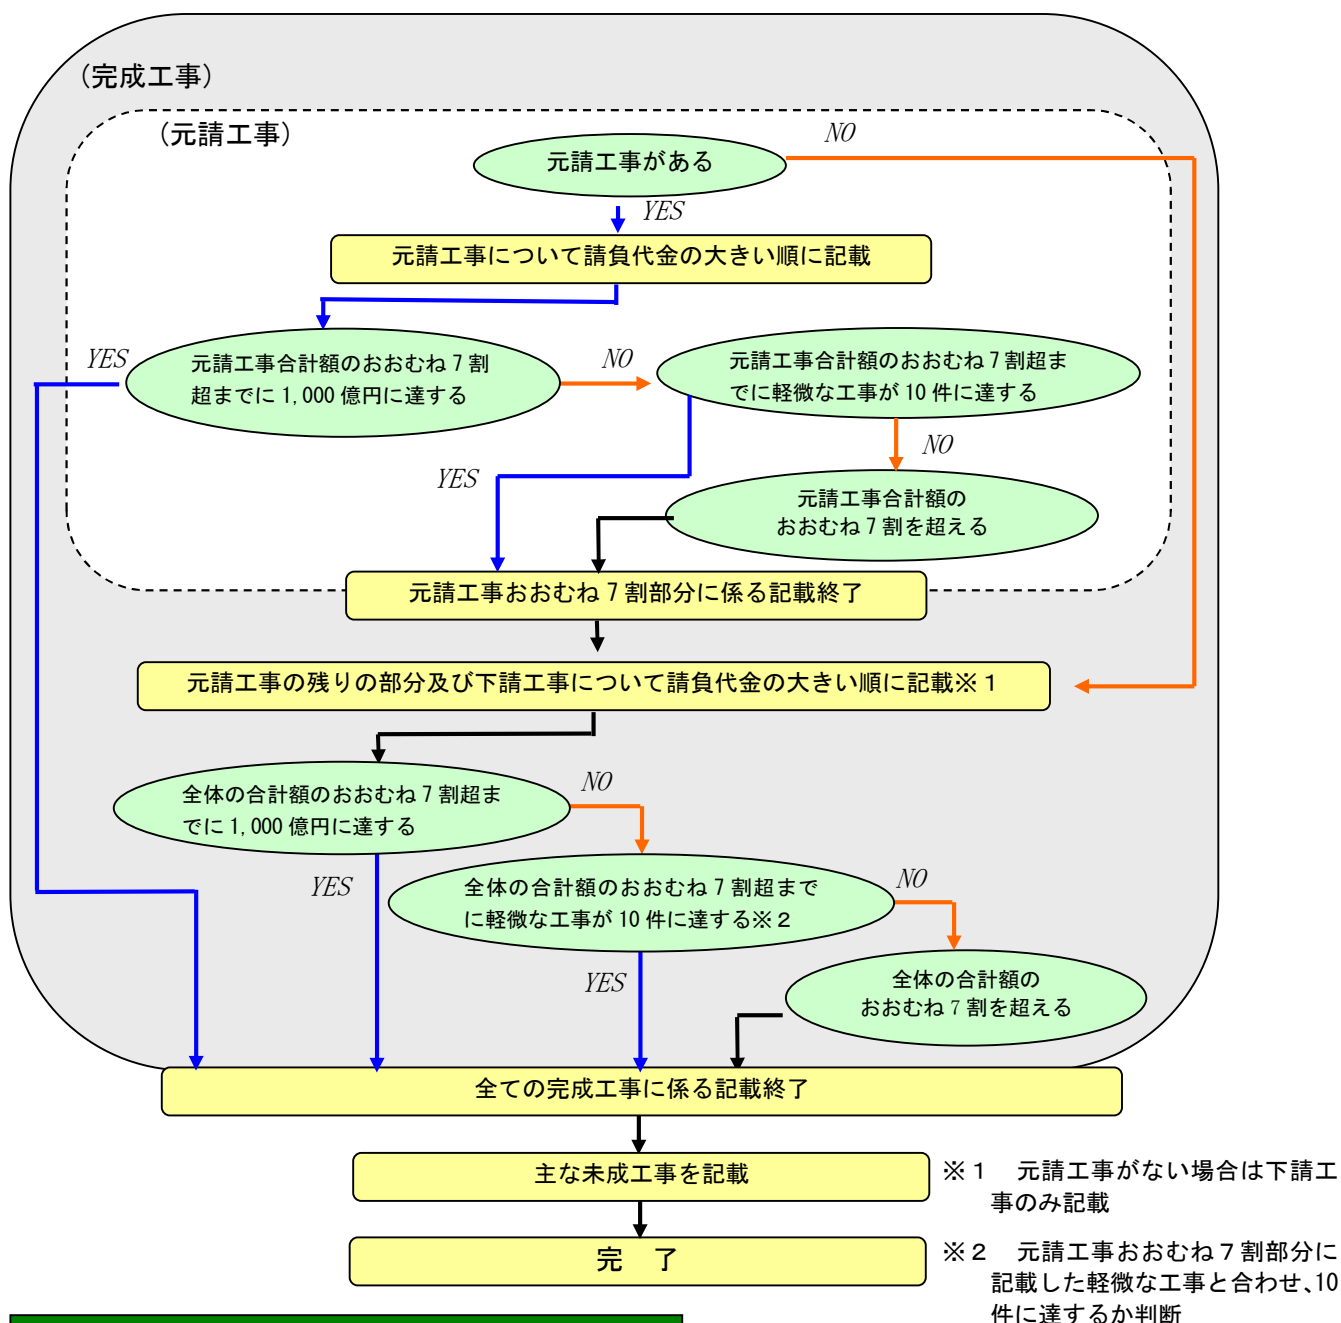 (完成工事)
(元請工事)
NO
元請工事がある
YES
元請工事について請負代金の大きい順に記載
YES
元請工事合計額のおおむね７割
超までに 1,000 億円に達する
NO
元請工事合計額のおおむね７割超ま
でに軽微な工事が 10 件に達する
NO
YES
元請工事合計額の
おおむね７割を超える
元請工事おおむね７割部分に係る記載終了
元請工事の残りの部分及び下請工事について請負代金の大きい順に記載※１
全体の合計額のおおむね７割超ま
でに 1,000 億円に達する
NO
YES
全体の合計額のおおむね７割超まで
に軽微な工事が 10 件に達する※２
NO
YES
全体の合計額の
おおむね７割を超える
全ての完成工事に係る記載終了
主な未成工事を記載
※１　元請工事がない場合は下請工
事のみ記載
完　了
※２　元請工事おおむね７割部分に
記載した軽微な工事と合わせ、10
件に達するか判断